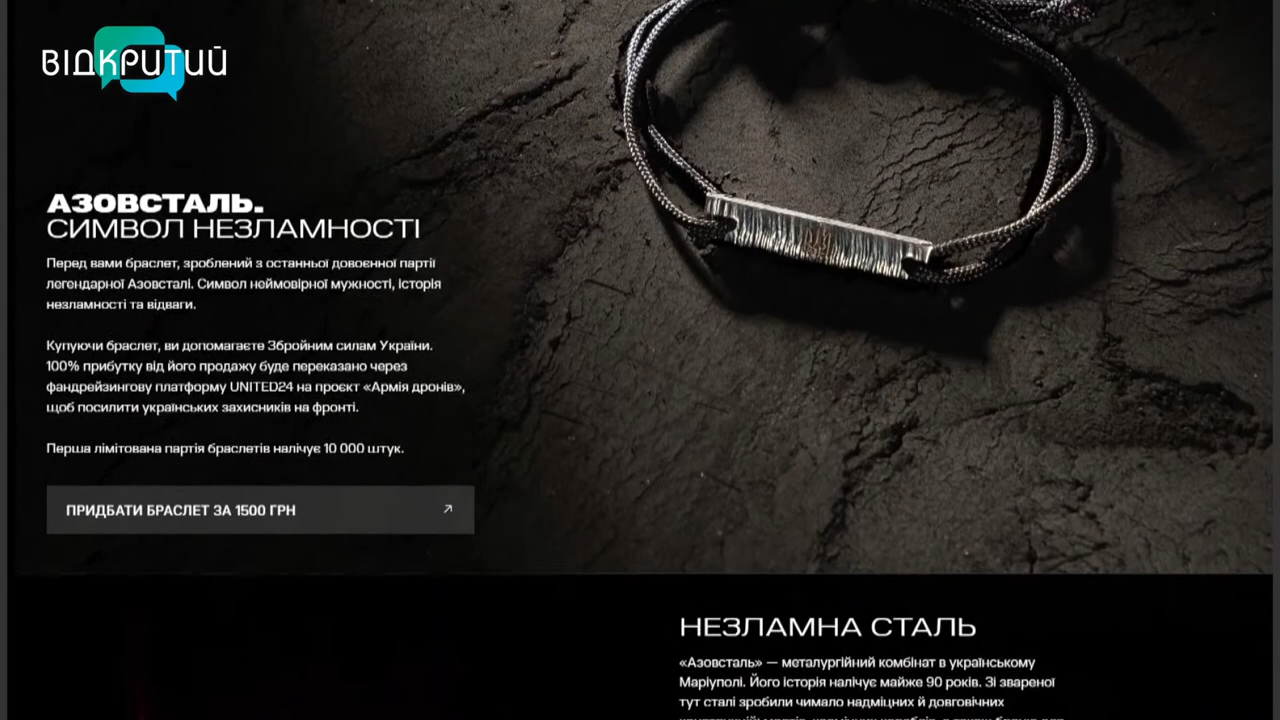 ВІДКРИТИЙ
АЗОВСТАЛЬ.
СИМВОЛ НЕЗЛАМНОСТІ
Перед вами браслет, зроблений з останньої довоєнної партії
легендарної Азовсталі. Символ неймовірної мужності, історія
незламності та відваги.
Купуючи браслет, ви допомагаєте Збройним силам України.
100% прибутку від його продажу буде переказано через
фандрейзингову платформу UNITED24 на проєкт «Армія дронів»,
щоб посилити українських захисників на фронті.
Перша лімітована партія браслетів налічує 10 000 штук.
ПРИДБАТИ БРАСЛЕТ ЗА 1500 ГРН
НЕЗЛАМНА СТАЛЬ
«Азовсталь» — металургійний комбінат в українському
Маріуполі. Його історія налічує майже 90 років. Зі звареної
тут сталі зробили чимало надміцних й довговічних